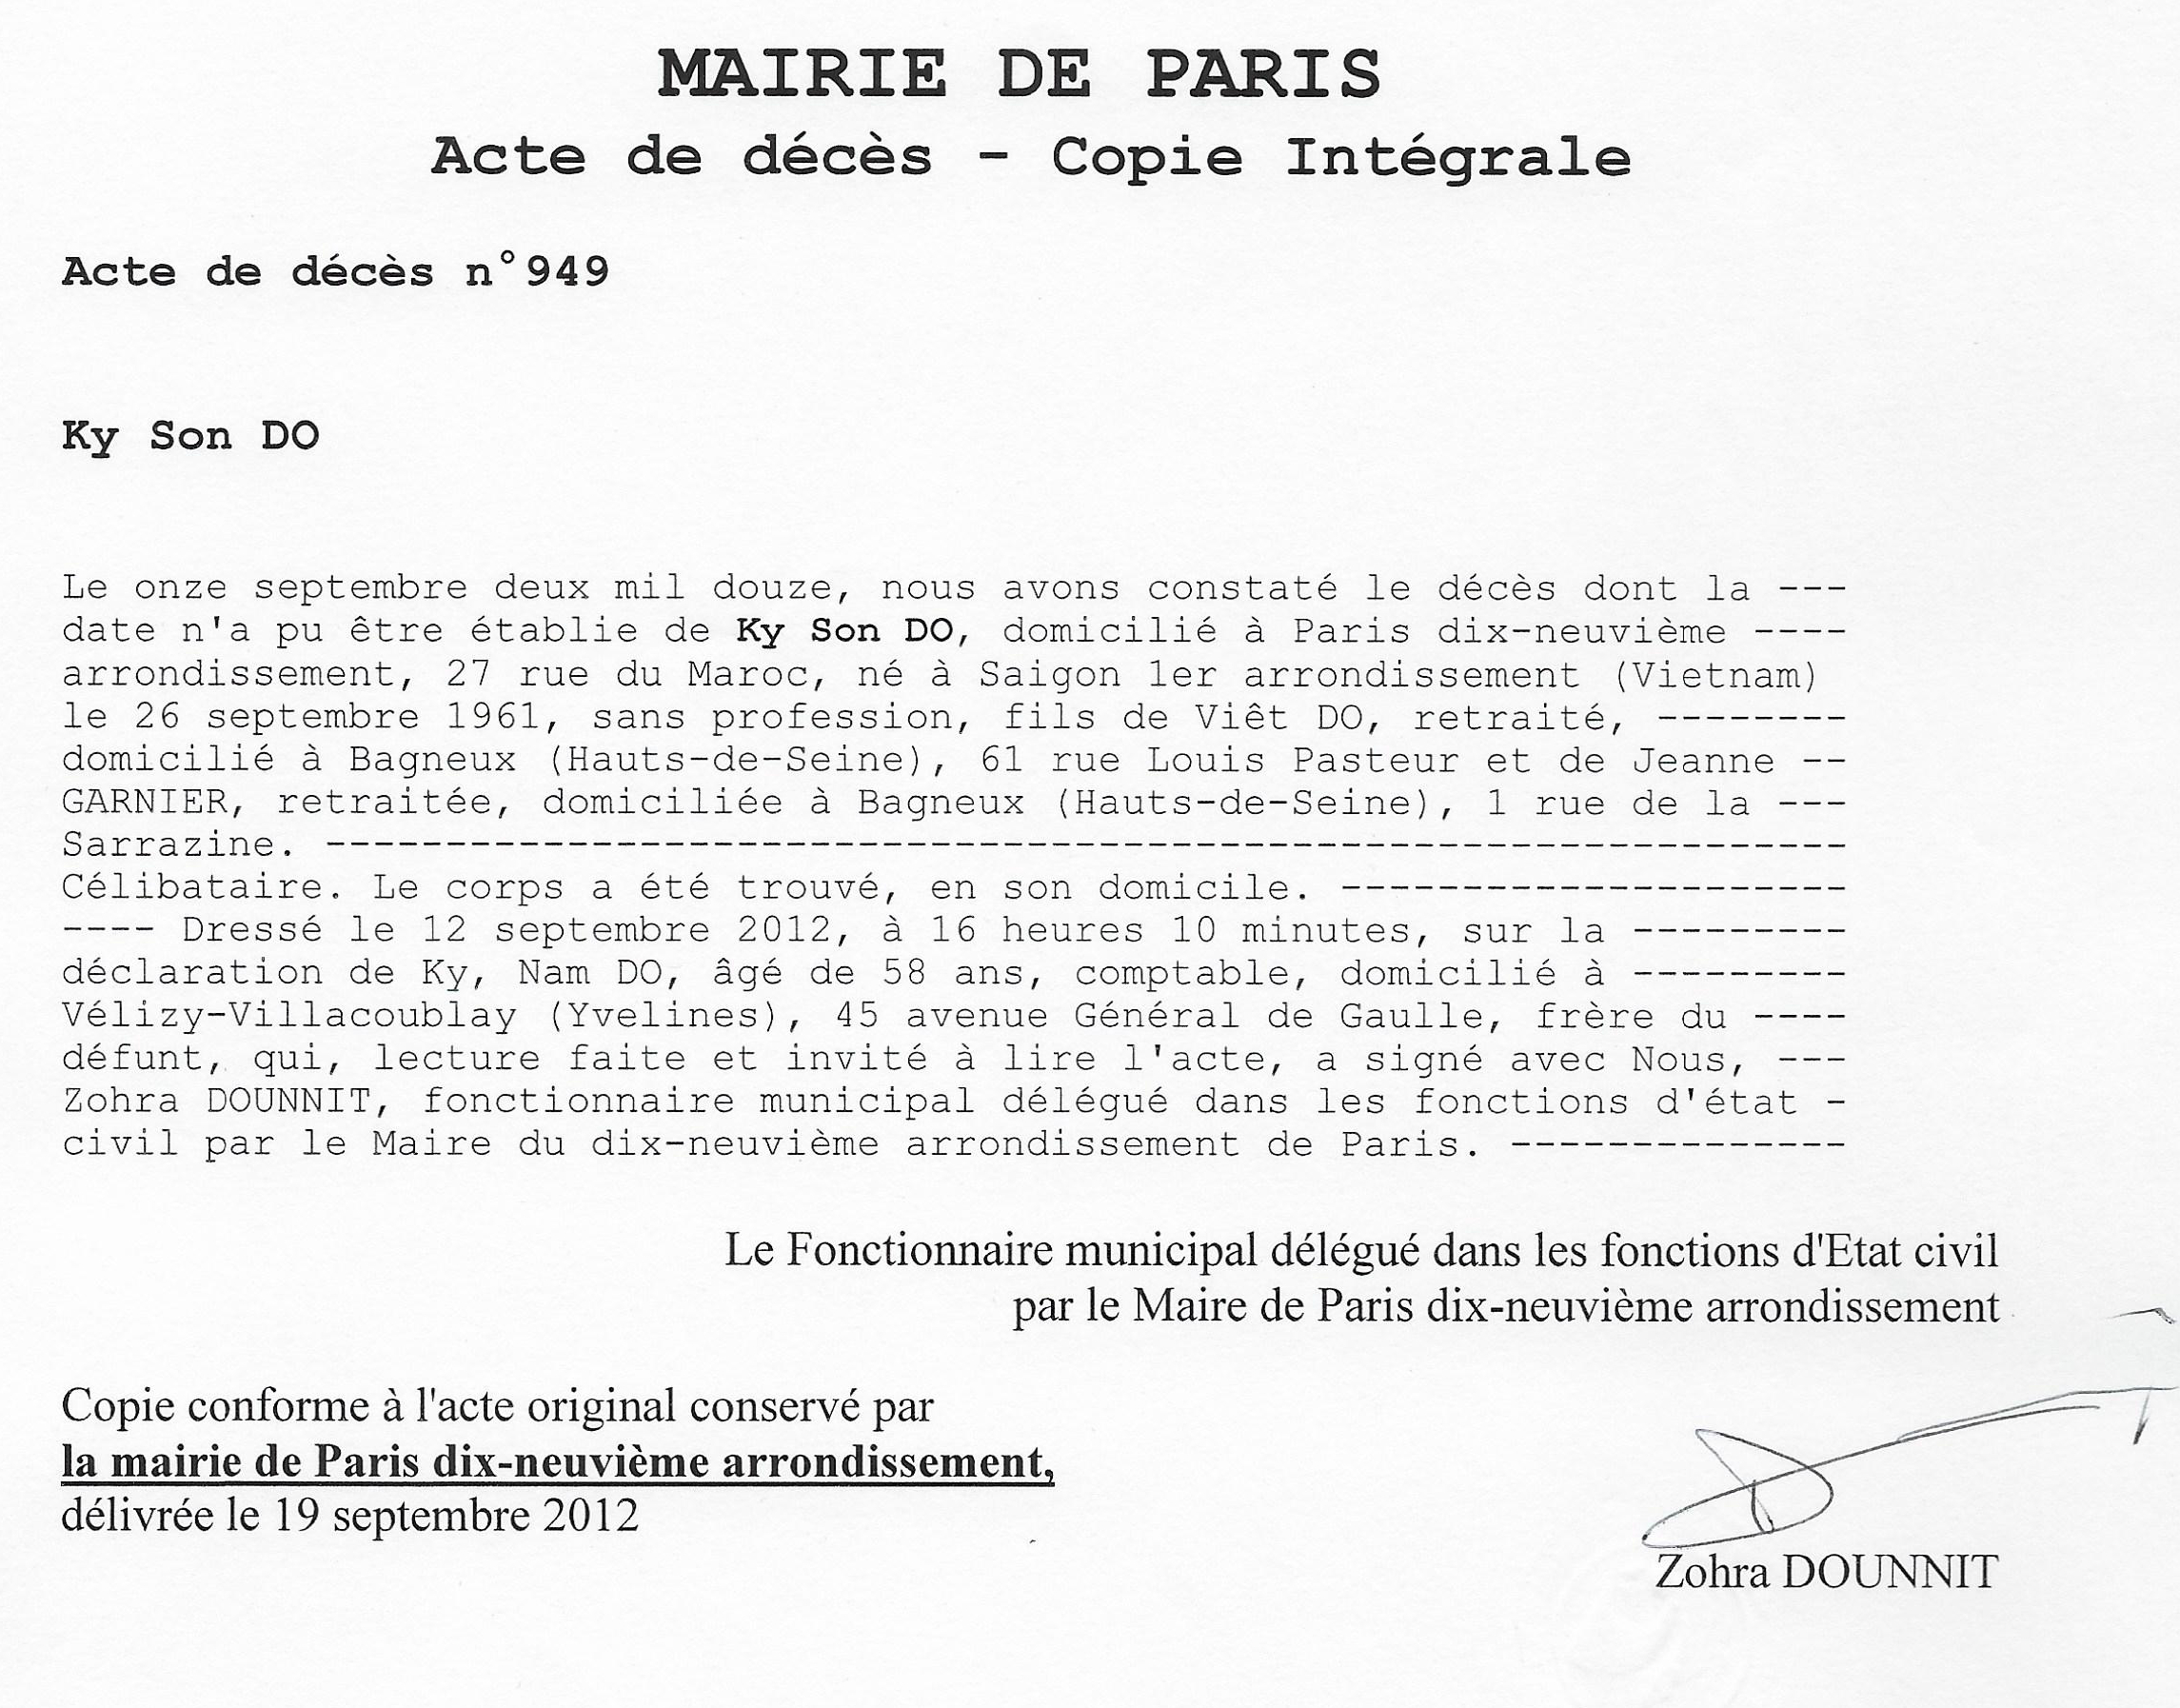 MAIRIE DE PARIS
Acte de décès - Copie Intégrale
Acte de décès n°949
Ky Son DO
Le onze septembre deux mil douze, nous avons constaté le décès dont la ---
date n'a pu être établie de Ky Son DO, domicilié à Paris dix-neuvième ----
arrondissement, 27 rue du Maroc, né à Saigon 1er arrondissement (Vietnam)
le 26 septembre 1961, sans profession, fils de Viêt DO, retraité, --------
domicilié à Bagneux (Hauts-de-Seine), 61 rue Louis Pasteur et de Jeanne --
GARNIER, retraitée, domiciliée à Bagneux (Hauts-de-Seine), 1 rue de la ---
Sarrazine. ---------------------------------------------------------------
Célibataire. Le corps a été trouvé, en son domicile. ---------------------
---- Dressé le 12 septembre 2012, à 16 heures 10 minutes, sur la ---------
déclaration de Ky, Nam DO, âgé de 58 ans, comptable, domicilié à ---------
Vélizy-Villacoublay (Yvelines), 45 avenue Général de Gaulle, frère du ----
défunt, qui, lecture faite et invité à lire l'acte, a signé avec Nous, ---
Zohra DOUNNIT, fonctionnaire municipal délégué dans les fonctions d'état -
civil par le Maire du dix-neuvième arrondissement de Paris. --------------
Le Fonctionnaire municipal délégué dans les fonctions d'Etat civil
par le Maire de Paris dix-neuvième arrondissement
Copie conforme à l'acte original conservé par
la mairie de Paris dix-neuvième arrondissement,
délivrée le 19 septembre 2012
Zohra DOUNNIT